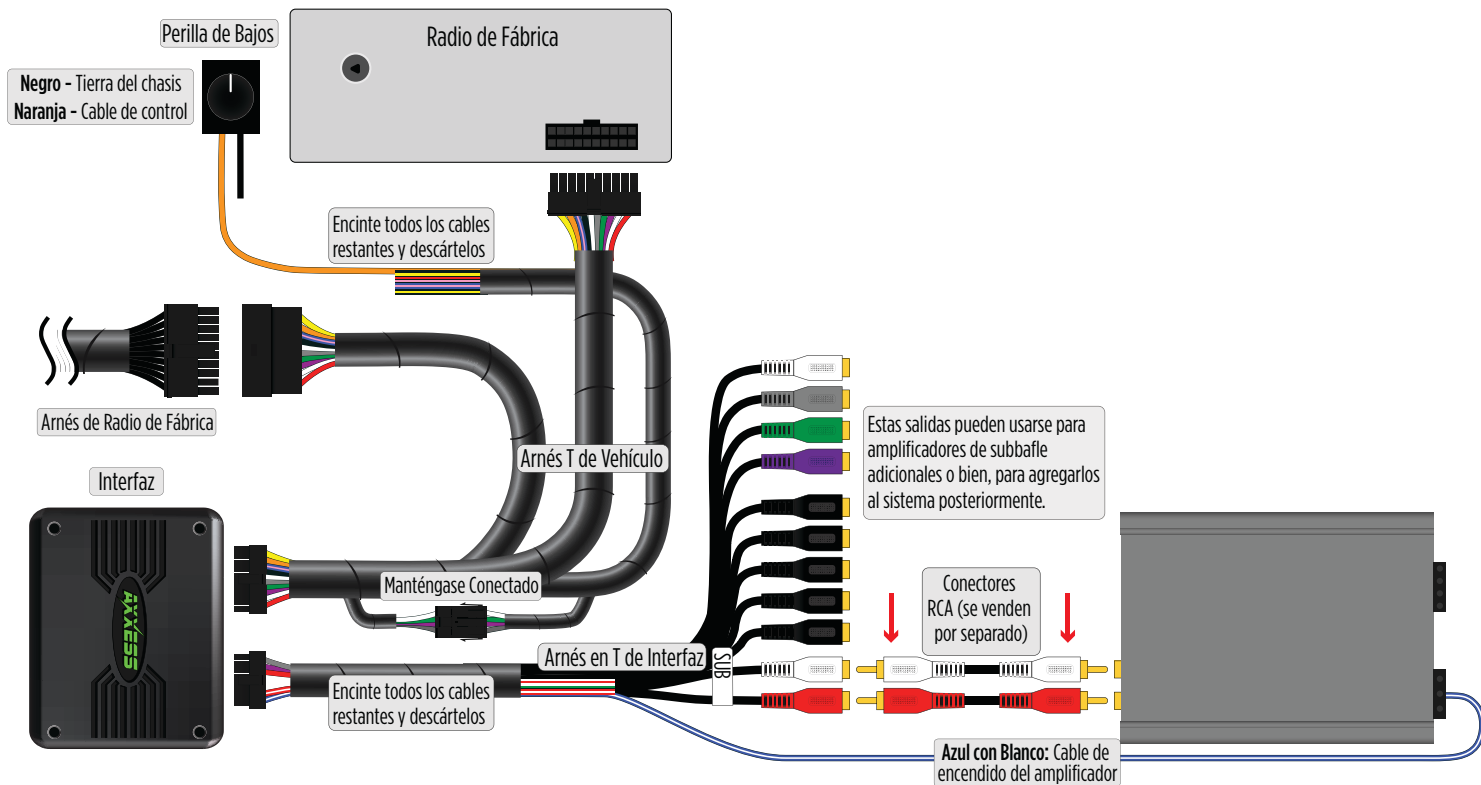 Perilla de Bajos
Radio de Fábrica
Negro - Tierra del chasis
Naranja - Cable de control
Encinte todos los cables
restantes y descártelos
Arnés de Radio de Fábrica
Arnés T de Vehículo
Estas salidas pueden usarse para
amplificadores de subbafle
adicionales o bien, para agregarlos
al sistema posteriormente.
Interfaz
AXXESS
Manténgase Conectado
Conectores
RCA (se venden
por separado)
Arnés en T de Interfaz
SUB
Encinte todos los cables
restantes y descártelos
Azul con Blanco: Cable de
encendido del amplificador